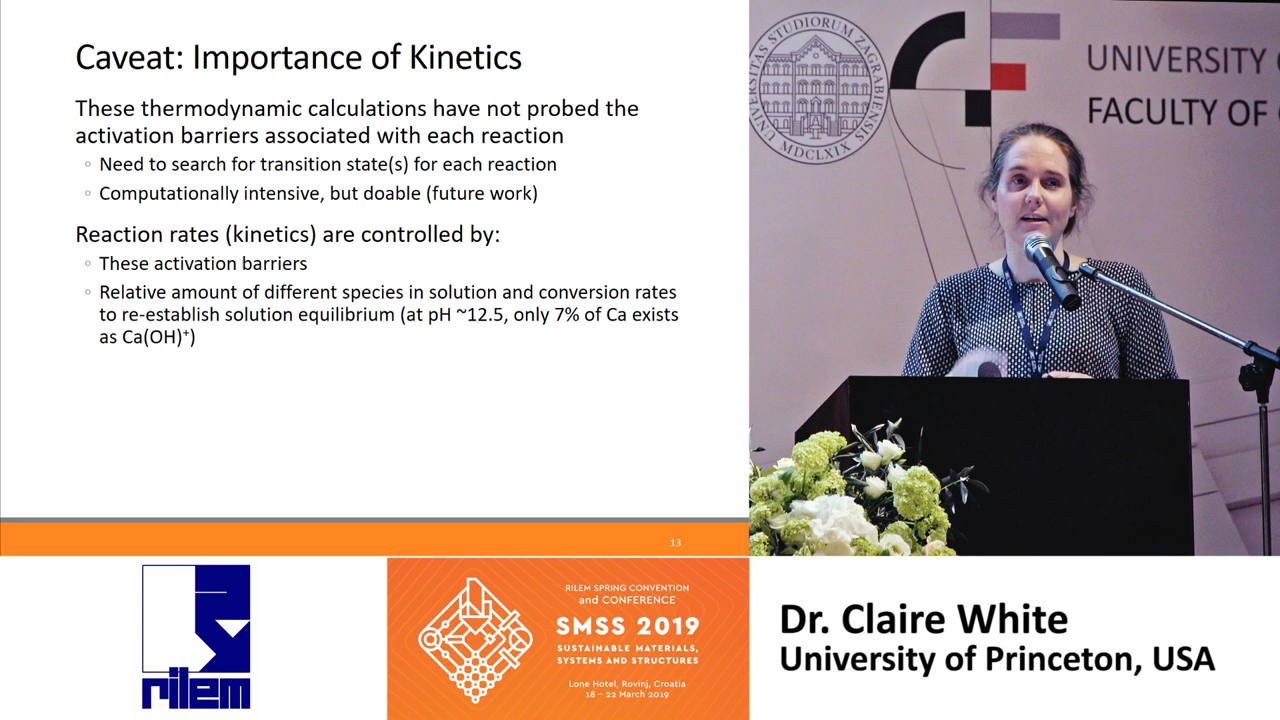 Caveat: Importance of Kinetics
These thermodynamic calculations have not probed the
activation barriers associated with each reaction
◦ Need to search for transition state(s) for each reaction
◦ Computationally intensive, but doable (future work)
Reaction rates (kinetics) are controlled by:
◦ These activation barriers
◦ Relative amount of different species in solution and conversion rates
to re-establish solution equilibrium (at pH ~12.5, only 7% of Ca exists
as Ca(OH)⁺)
13
UNIVERSITAS STUDIORUM ZAGRABIENSIS
MDCLXIX
UNIVERSITY
FACULTY OF
rilem
RILEM SPRING CONVENTION
and CONFERENCE
SMSS 2019
SUSTAINABLE MATERIALS,
SYSTEMS AND STRUCTURES
Lone Hotel, Rovinj, Croatia
18 – 22 March 2019
Dr. Claire White
University of Princeton, USA